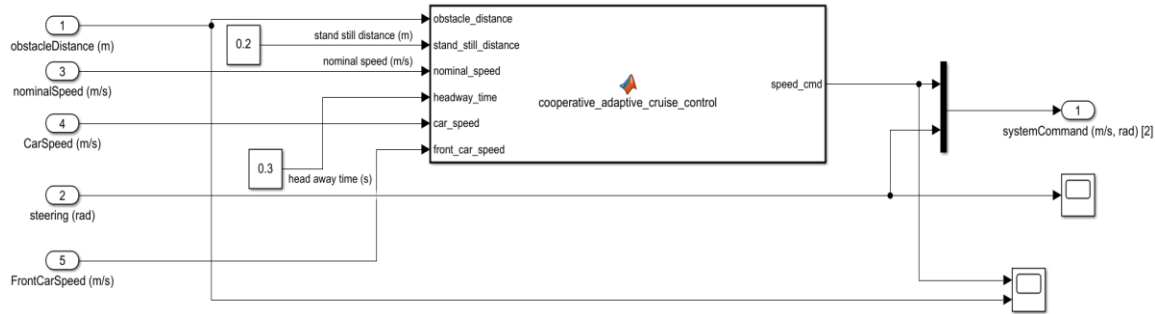 1
obstacleDistance (m)
3
nominalSpeed (m/s)
4
CarSpeed (m/s)
2
steering (rad)
5
FrontCarSpeed (m/s)
0.2
stand still distance (m)
nominal speed (m/s)
0.3
head away time (s)
obstacle_distance
stand_still_distance
nominal_speed
headway_time
car_speed
front_car_speed
cooperative_adaptive_cruise_control
speed_cmd
1
systemCommand (m/s, rad) [2]